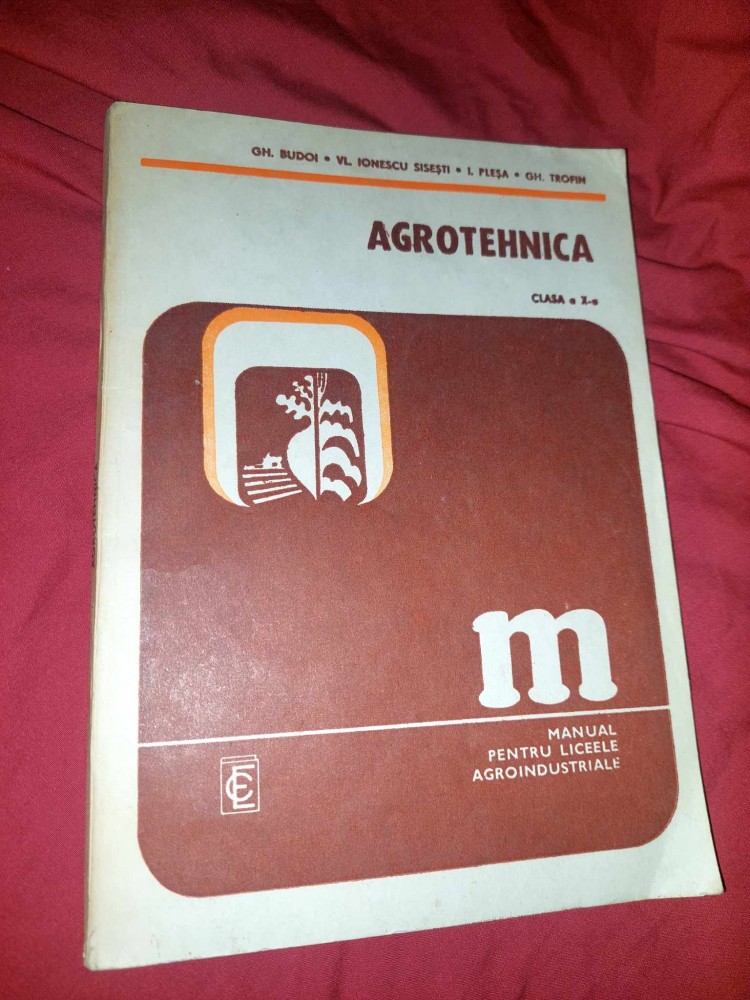 GH. BUDOI • VL. IONESCU SISEȘTI • I. PLEȘA • GH. TROFIN
AGROTEHNICA
CLASA a X-a
m
MANUAL
PENTRU LICEELE
AGROINDUSTRIALE